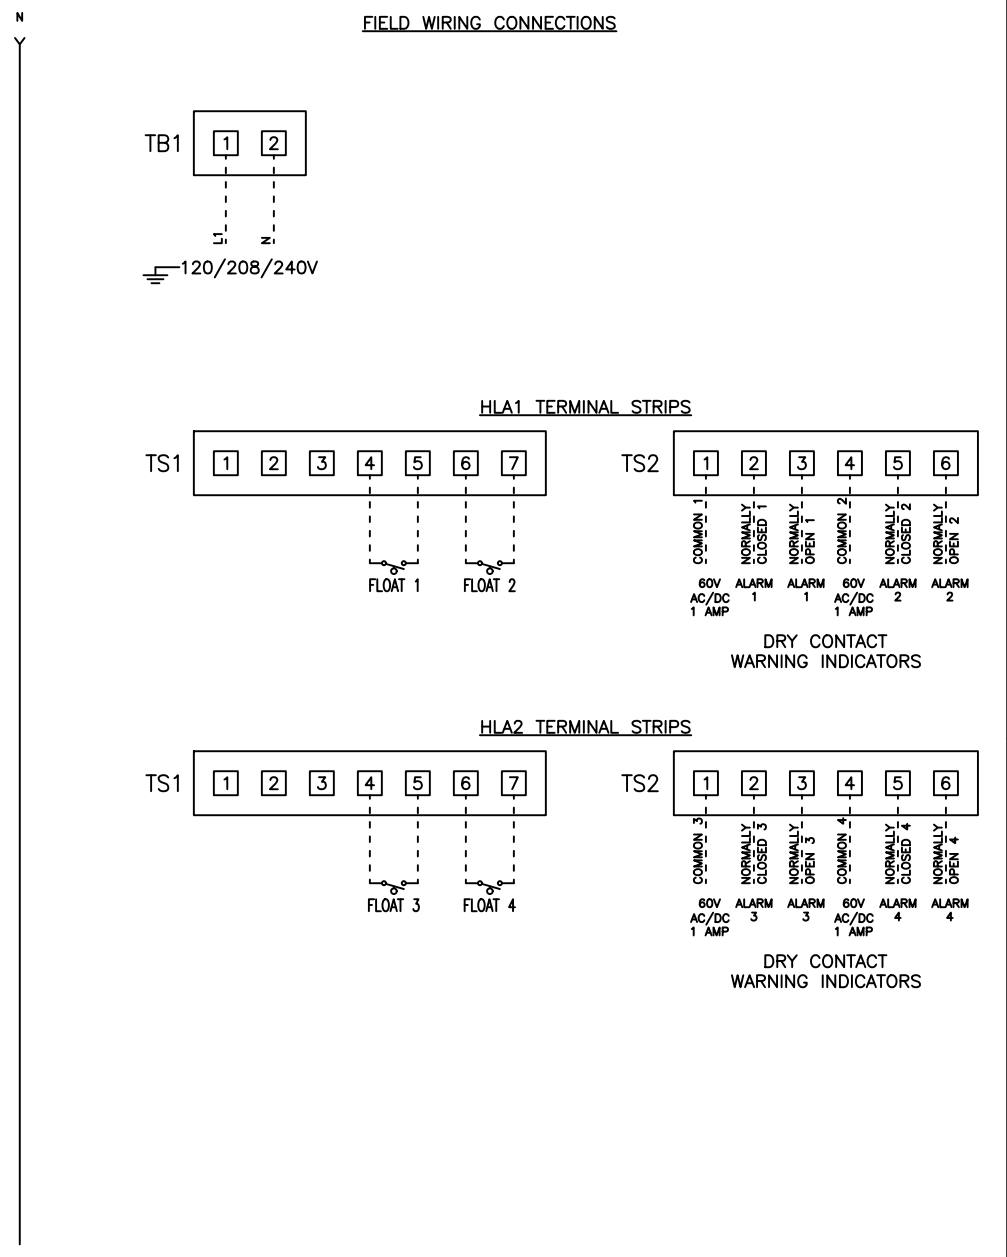 N
FIELD WIRING CONNECTIONS
TB1
1 2
L1 N
120/208/240V
HLA1 TERMINAL STRIPS
TS1
1 2 3 4 5 6 7
FLOAT 1
FLOAT 2
TS2
1 2 3 4 5 6
COMMON 1
NORMALLY
CLOSED 1
NORMALLY
OPEN 1
COMMON 2
NORMALLY
CLOSED 2
NORMALLY
OPEN 2
60V
AC/DC
1 AMP
ALARM
1
ALARM
1
60V
AC/DC
1 AMP
ALARM
2
ALARM
2
DRY CONTACT
WARNING INDICATORS
HLA2 TERMINAL STRIPS
TS1
1 2 3 4 5 6 7
FLOAT 3
FLOAT 4
TS2
1 2 3 4 5 6
COMMON 3
NORMALLY
CLOSED 3
NORMALLY
OPEN 3
COMMON 4
NORMALLY
CLOSED 4
NORMALLY
OPEN 4
60V
AC/DC
1 AMP
ALARM
3
ALARM
3
60V
AC/DC
1 AMP
ALARM
4
ALARM
4
DRY CONTACT
WARNING INDICATORS